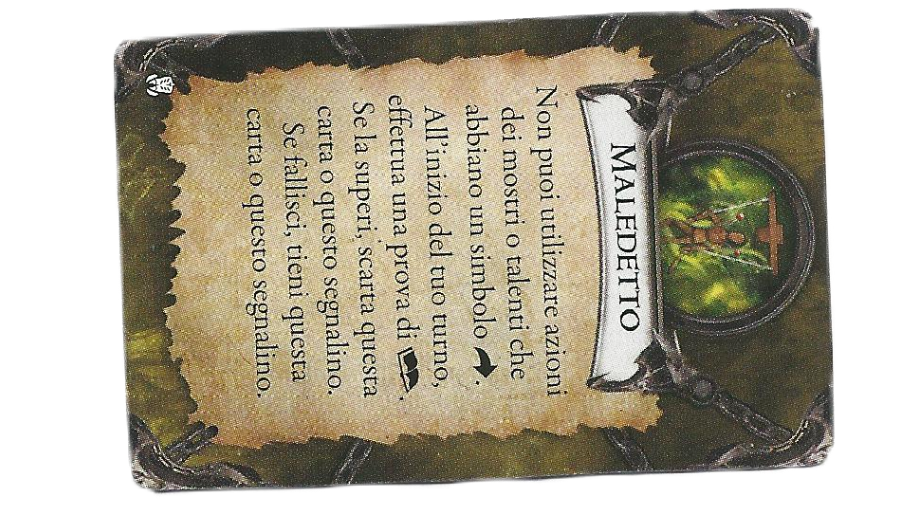 MALEDETTO
Non puoi utilizzare azioni
dei mostri o talenti che
abbiano un simbolo .
All'inizio del tuo turno,
effettua una prova di .
Se la superi, scarta questa
carta o questo segnalino.
Se fallisci, tieni questa
carta o questo segnalino.